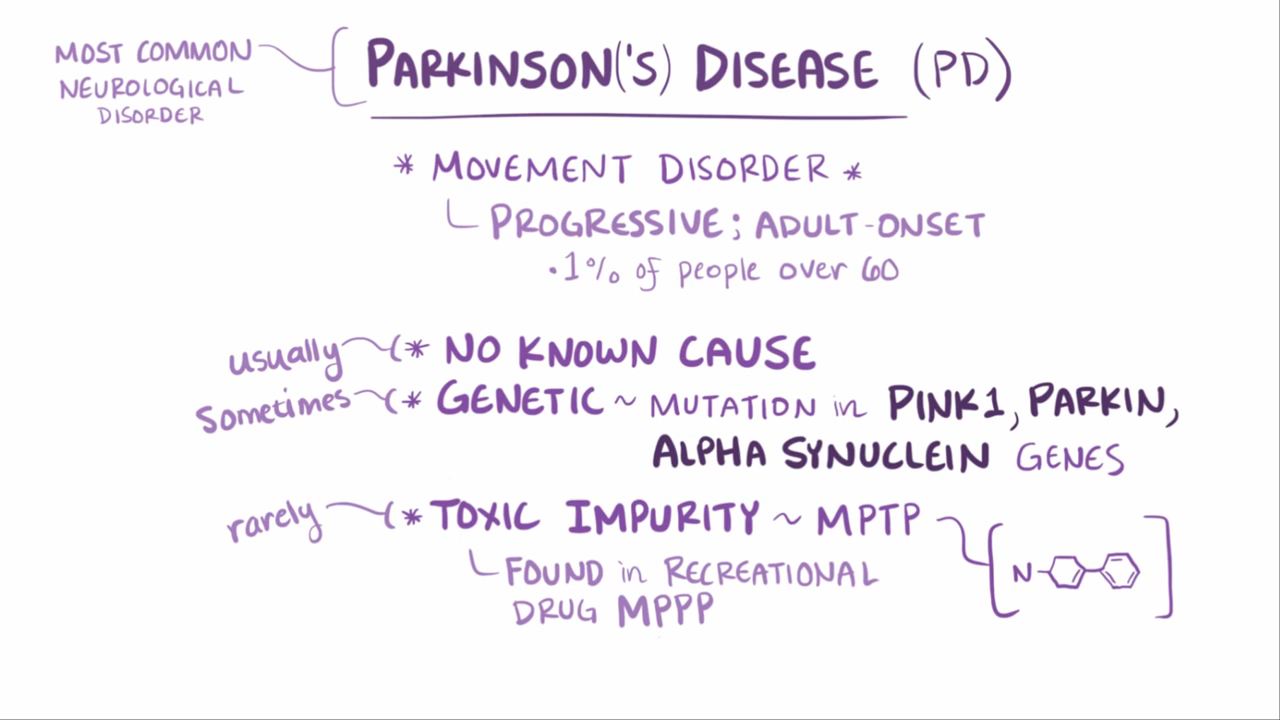 MOST COMMON
NEUROLOGICAL
DISORDER
PARKINSON('S) DISEASE (PD)
* MOVEMENT DISORDER *
PROGRESSIVE; ADULT-ONSET
• 1% of people over 60
usually * NO KNOWN CAUSE
Sometimes * GENETIC ~ MUTATION in PINK1, PARKIN,
ALPHA SYNUCLEIN GENES
rarely * TOXIC IMPURITY ~ MPTP
FOUND in RECREATIONAL
DRUG MPPP
N